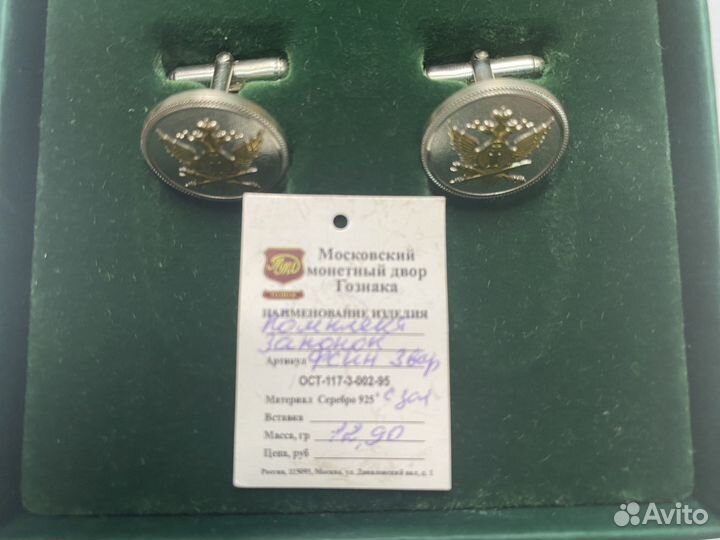 Московский
монетный двор
Гознака
НАИМЕНОВАНИЕ ИЗДЕЛИЯ
Комплект
запонок
Артикул ФСИН 3вар
ОСТ-117-3-002-95
Материал Серебро 925° с зол
Вставка
Масса, гр 12,90
Цена, руб
Россия, 115093, Москва, ул. Даниловский вал, д. 1
Avito